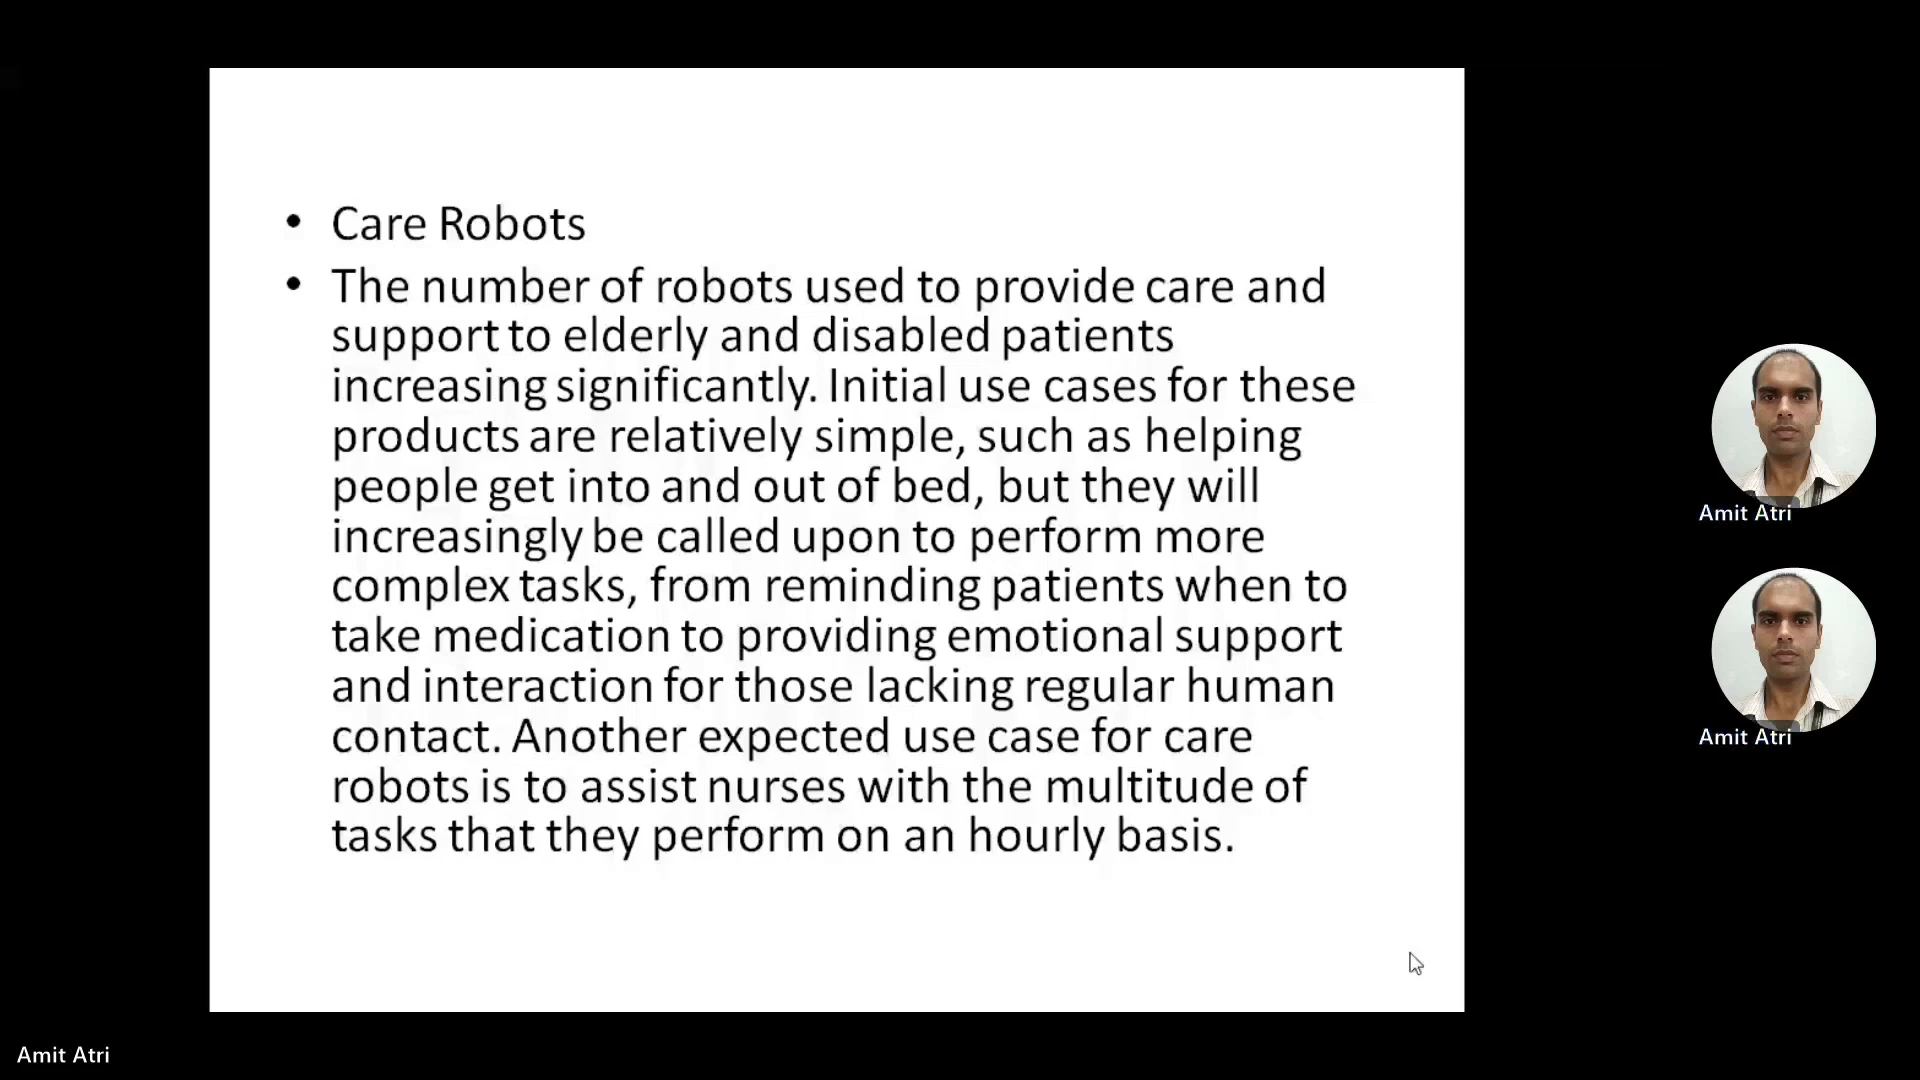 • Care Robots
• The number of robots used to provide care and
support to elderly and disabled patients
increasing significantly. Initial use cases for these
products are relatively simple, such as helping
people get into and out of bed, but they will
increasingly be called upon to perform more
complex tasks, from reminding patients when to
take medication to providing emotional support
and interaction for those lacking regular human
contact. Another expected use case for care
robots is to assist nurses with the multitude of
tasks that they perform on an hourly basis.
Amit Atri
Amit Atri
Amit Atri